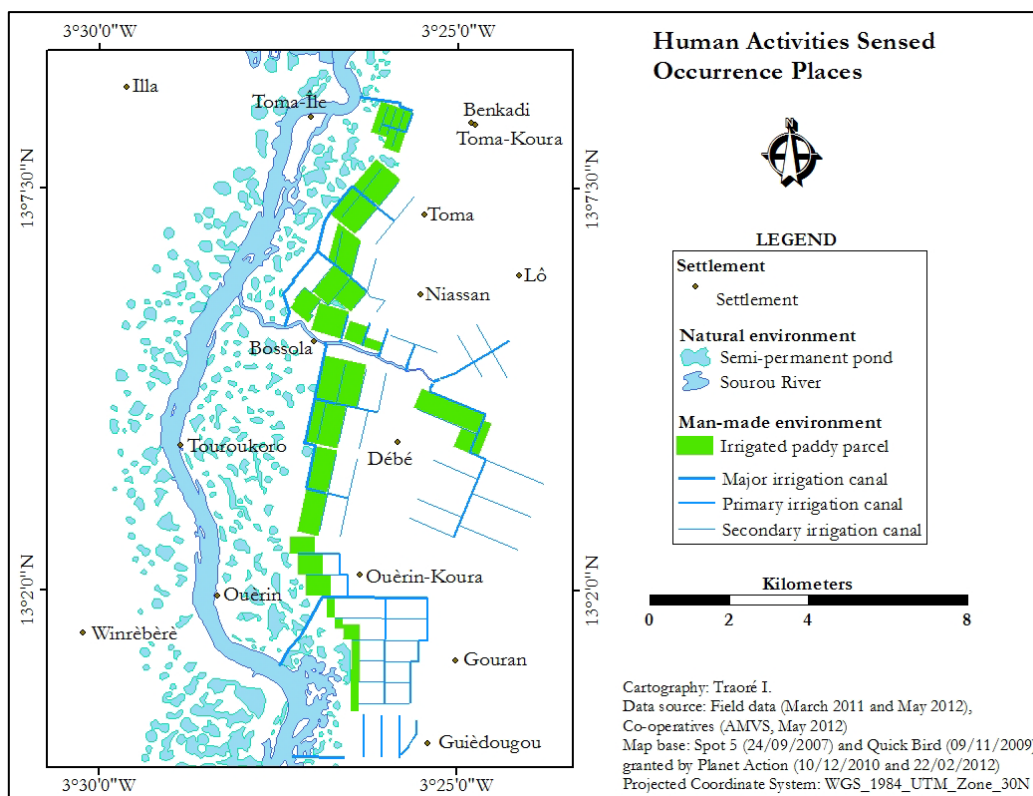 3°30'0"W
3°25'0"W
Human Activities Sensed
Occurrence Places
Illa
Toma-Île
Benkadi
Toma-Koura
N
13°7'30"N
13°7'30"N
Toma
LEGEND
Settlement
Settlement
Lô
Niassan
Natural environment
Bossola
Semi-permanent pond
Sourou River
Man-made environment
Touroukoro
Irrigated paddy parcel
Débé
Major irrigation canal
Primary irrigation canal
Secondary irrigation canal
Ouèrin-Koura
Kilometers
13°2'0"N
13°2'0"N
Ouèrin
0 2 4 8
Winrèbèrè
Gouran
Cartography: Traoré I.
Data source: Field data (March 2011 and May 2012),
Co-operatives (AMVS, May 2012)
Guièdougou
Map base: Spot 5 (24/09/2007) and Quick Bird (09/11/2009)
granted by Planet Action (10/12/2010 and 22/02/2012)
Projected Coordinate System: WGS_1984_UTM_Zone_30N
3°30'0"W
3°25'0"W